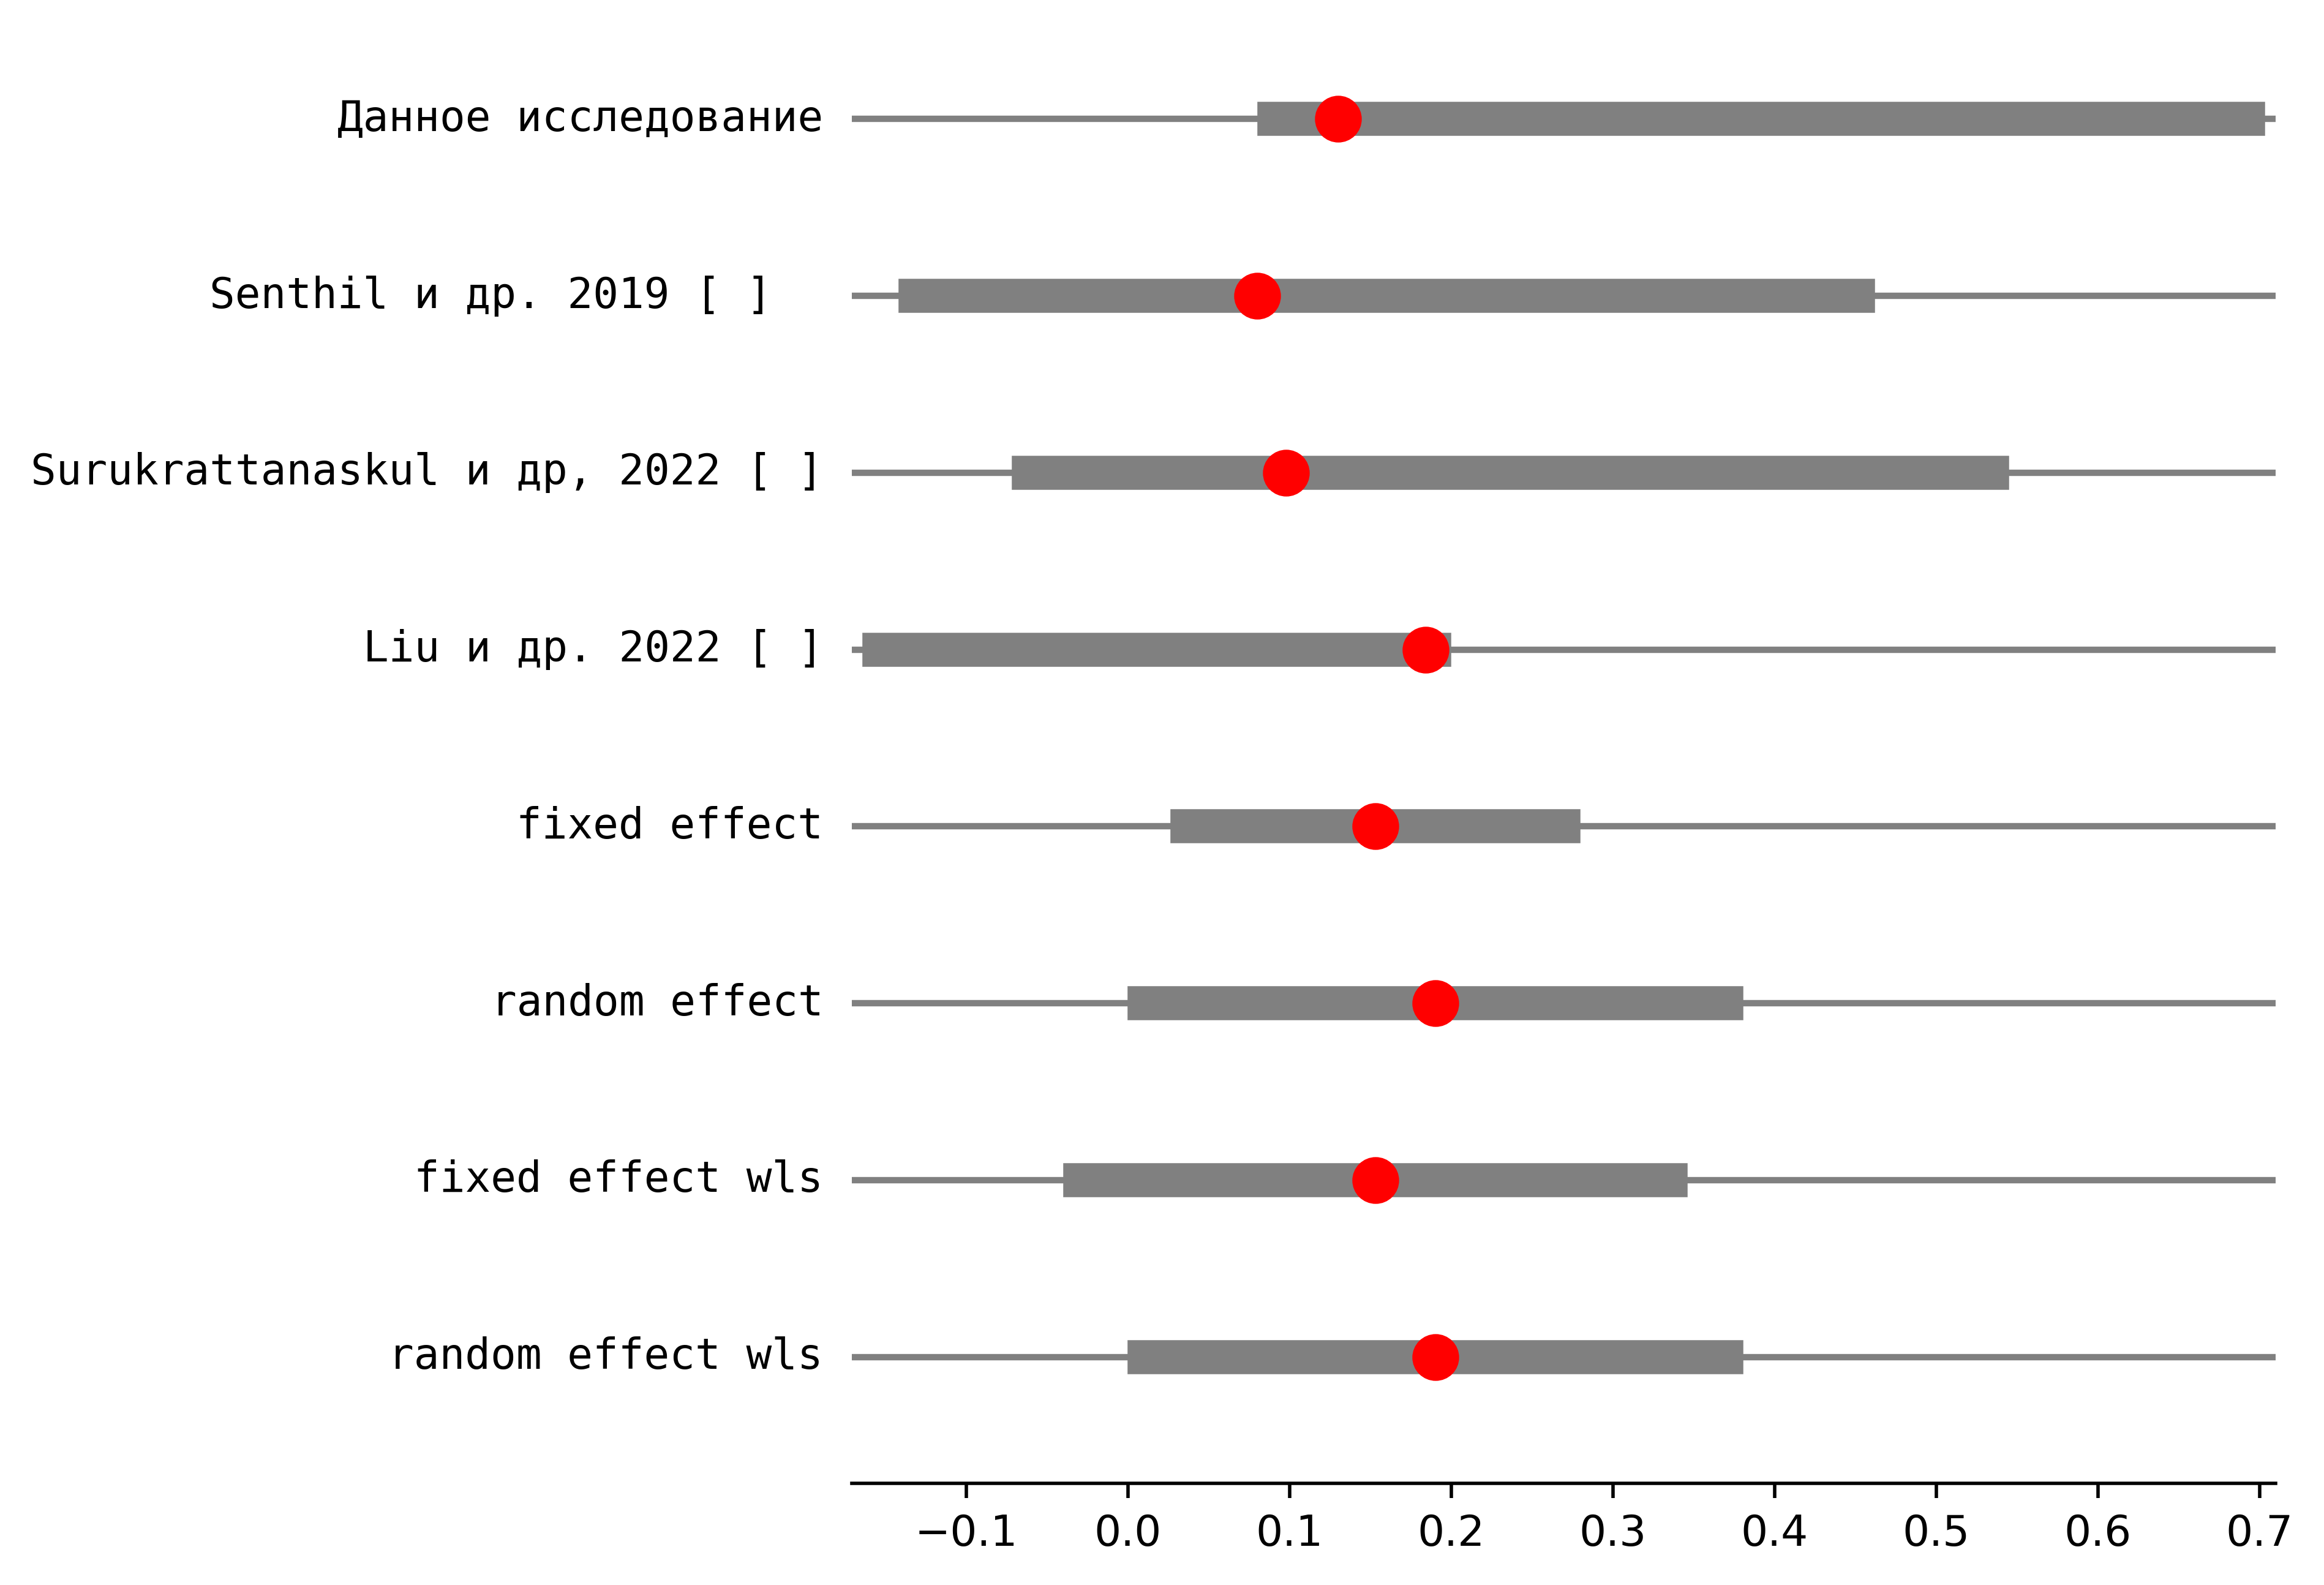 Данное исследование
Senthil и др. 2019 [ ]
Surukrattanaskul и др, 2022 [ ]
Liu и др. 2022 [ ]
fixed effect
random effect
fixed effect wls
random effect wls
−0.1 0.0 0.1 0.2 0.3 0.4 0.5 0.6 0.7